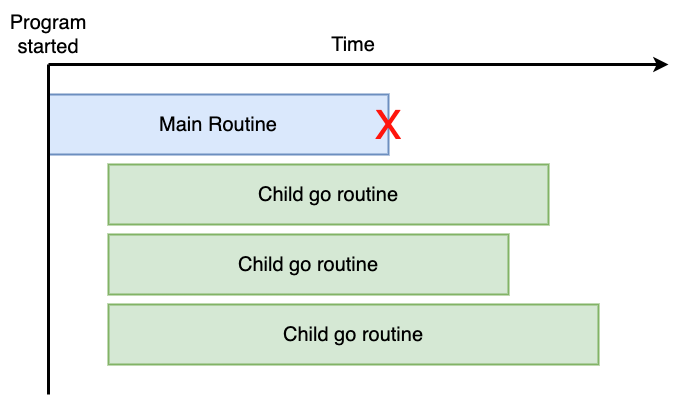 Program
started
Time
Main Routine
X
Child go routine
Child go routine
Child go routine